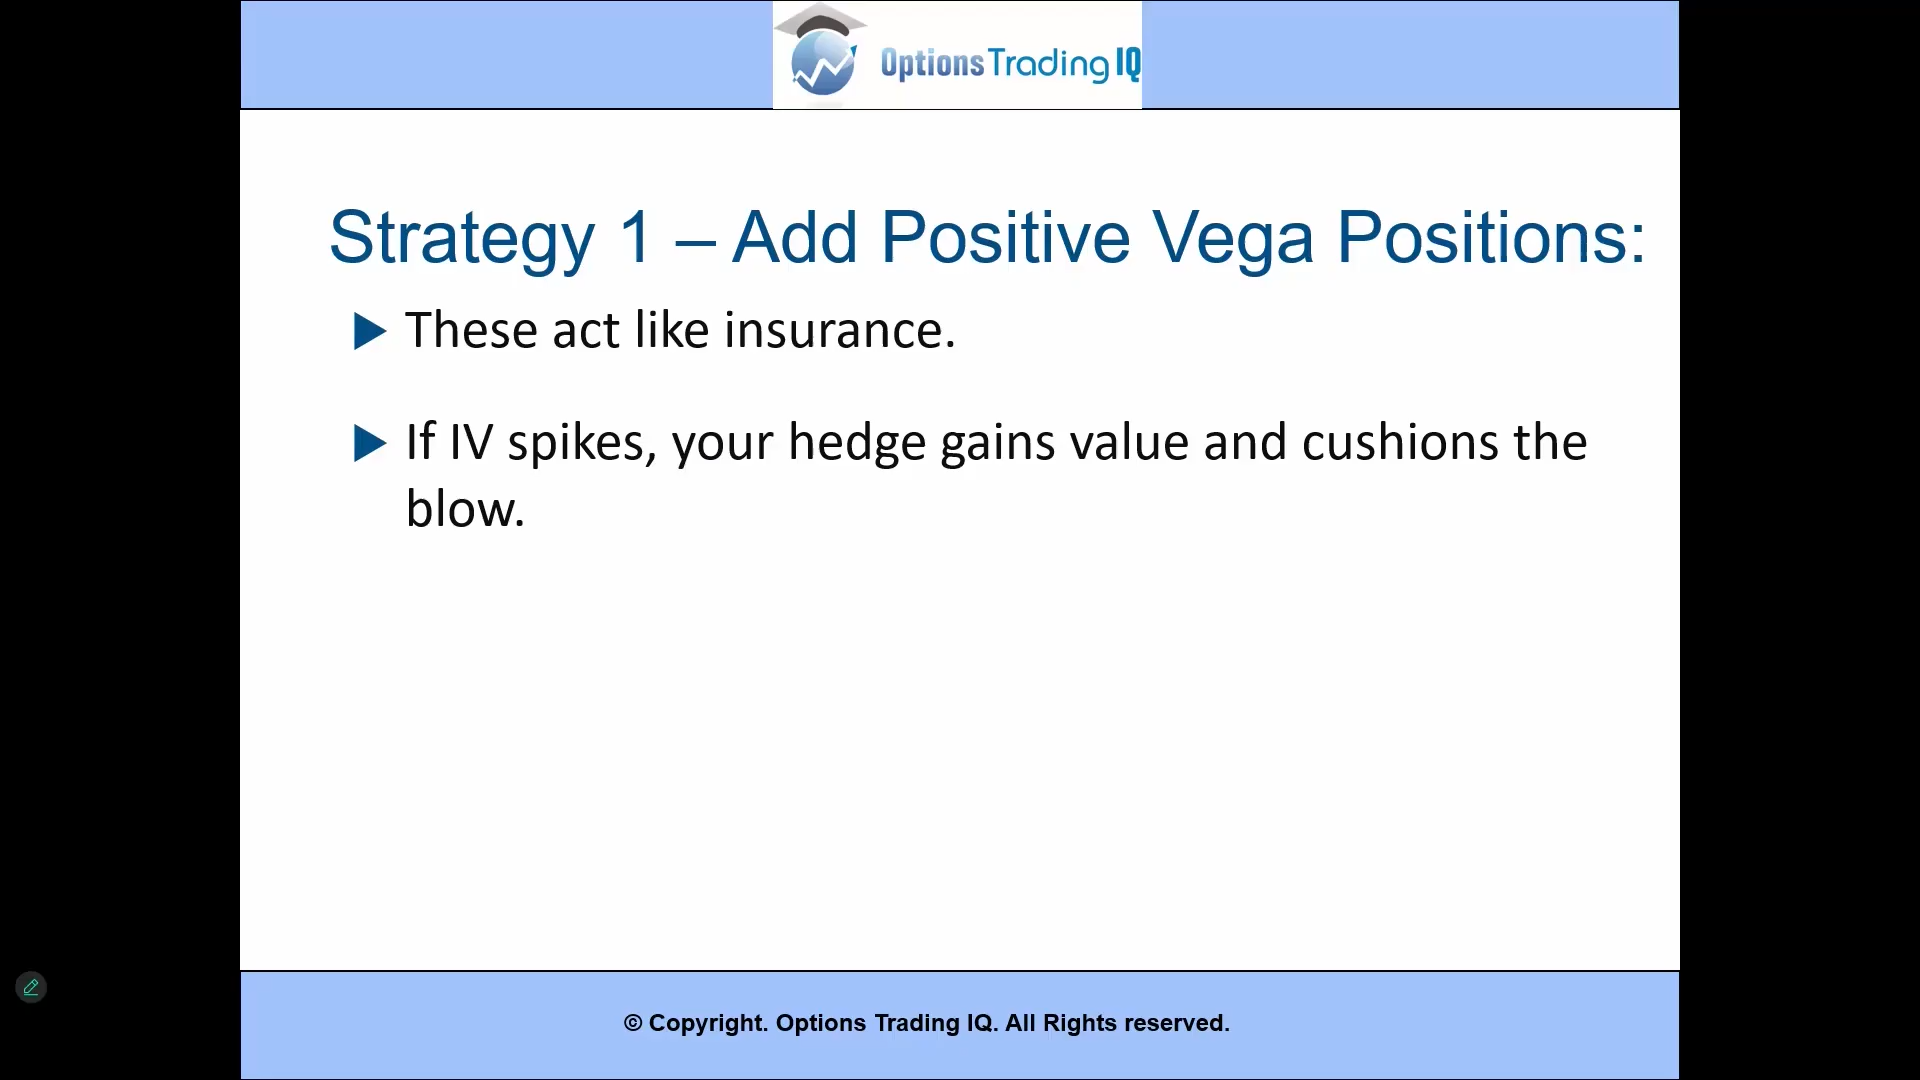 OptionsTrading IQ
Strategy 1 – Add Positive Vega Positions:
These act like insurance.
If IV spikes, your hedge gains value and cushions the
blow.
© Copyright. Options Trading IQ. All Rights reserved.